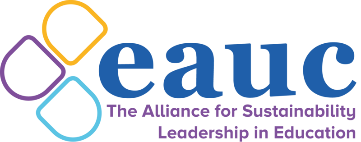 eauc
The Alliance for Sustainability
Leadership in Education